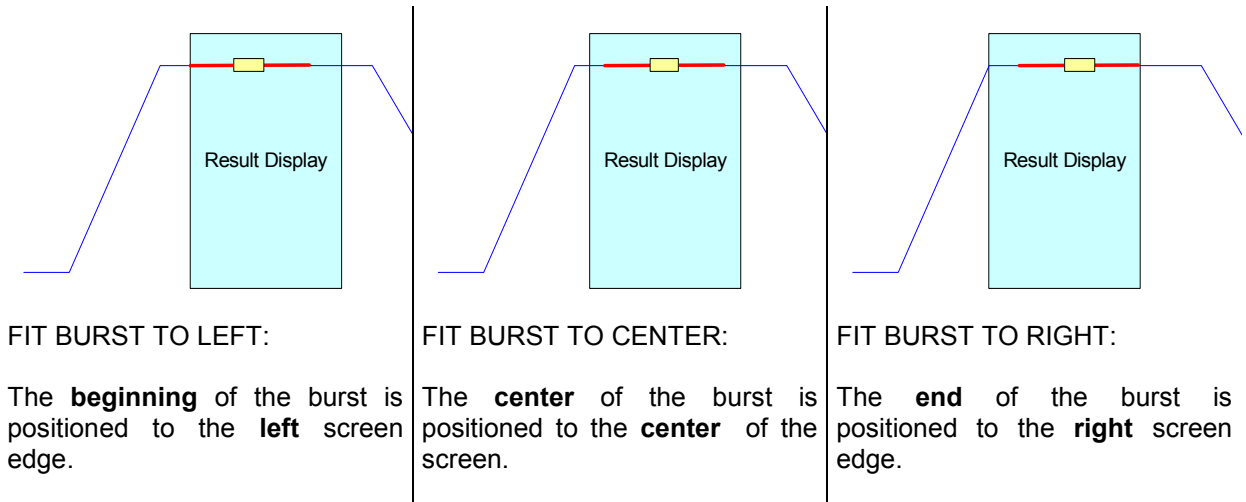 Result Display
FIT BURST TO LEFT:
The beginning of the burst is
positioned to the left screen
edge.
Result Display
FIT BURST TO CENTER:
The center of the burst is
positioned to the center of the
screen.
Result Display
FIT BURST TO RIGHT:
The end of the burst is
positioned to the right screen
edge.